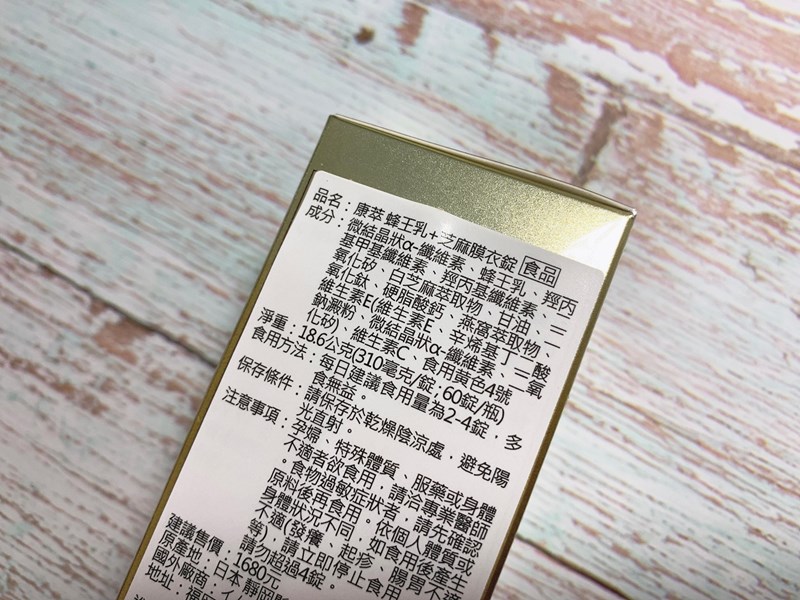 品名：康萃 蜂王乳+芝麻膜衣錠 食品
成分：微結晶狀α-纖維素、蜂王乳、羥丙
基甲基纖維素、羥丙基纖維素、二
氧化矽、白芝麻萃取物、甘油、二
氧化鈦、硬脂酸鈣、燕窩萃取物、
維生素E(維生素E、辛烯基丁二酸
鈉澱粉、微結晶狀α-纖維素、二氧
化矽)、維生素C、食用黃色4號
淨重：18.6公克(310毫克/錠；60錠/瓶)
食用方法：每日建議食用量為2-4錠，多
食無益。
保存條件：請保存於乾燥陰涼處，避免陽
光直射。
注意事項：孕婦、特殊體質、服藥或身體
不適者欲食用，請洽專業醫師
。食物過敏症狀者，請先確認
原料後再食用。依個人體質或
身體狀況不同，如食用後產生
不適(發癢、起疹、腸胃不適
等)，請立即停止食用
請勿超過4錠。
建議售價：1680元
原產地：日本 靜岡
國外廠商：
地址：福